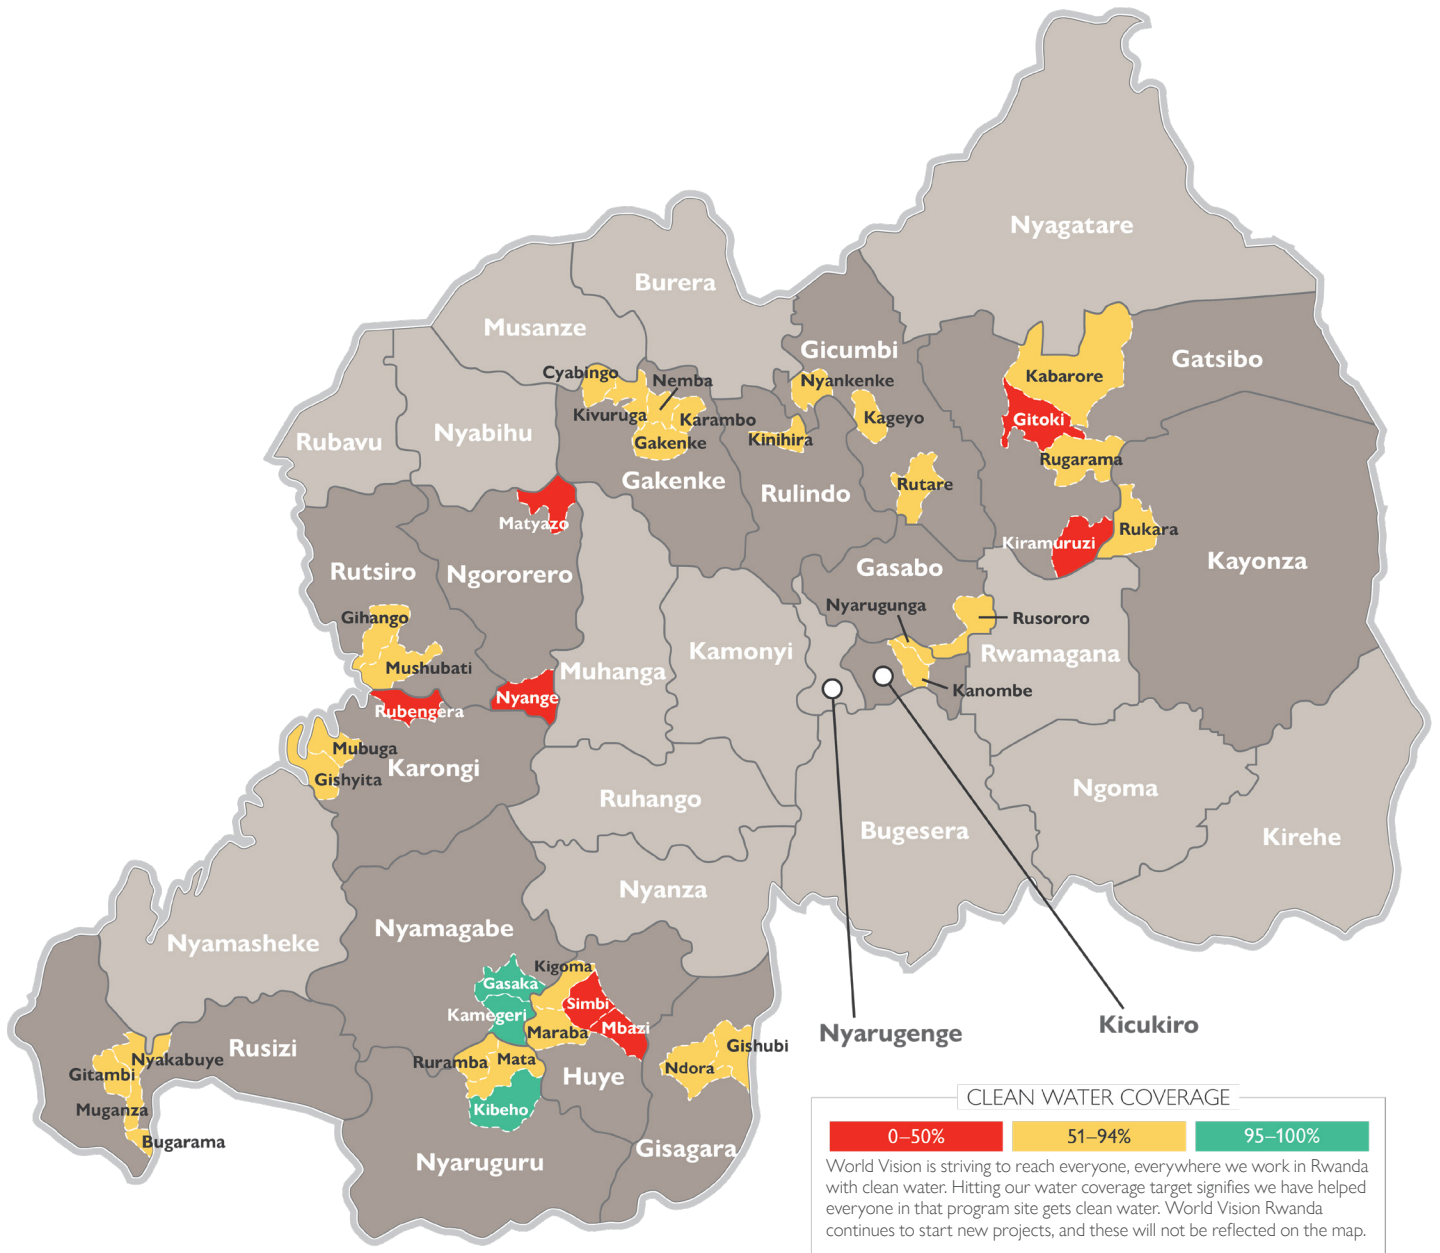 Nyagatare
Burera
Musanze
Gicumbi
Gatsibo
Cyabingo
Nemba
Nyankenke
Kabarore
Kivuruga
Karambo
Kageyo
Gitoki
Rubavu
Nyabihu
Gakenke
Kinihira
Rugarama
Gakenke
Rulindo
Rutare
Matyazo
Rukara
Kiramuruzi
Kayonza
Rutsiro
Ngororero
Gasabo
Gihango
Nyarugunga
Rusororo
Mushubati
Muhanga
Kamonyi
Rwamagana
Nyange
Kanombe
Rubengera
Mubuga
Karongi
Gishyita
Ruhango
Ngoma
Bugesera
Kirehe
Nyanza
Nyamagabe
Nyamasheke
Kigoma
Gasaka
Simbi
Kamegeri
Mbazi
Maraba
Nyarugenge
Kicukiro
Rusizi
Nyakabuye
Gitambi
Ruramba
Mata
Gishubi
Ndora
Huye
Muganza
Kibeho
Bugarama
Nyaruguru
Gisagara
CLEAN WATER COVERAGE
0–50%
51–94%
95–100%
World Vision is striving to reach everyone, everywhere we work in Rwanda
with clean water. Hitting our water coverage target signifies we have helped
everyone in that program site gets clean water. World Vision Rwanda
continues to start new projects, and these will not be reflected on the map.